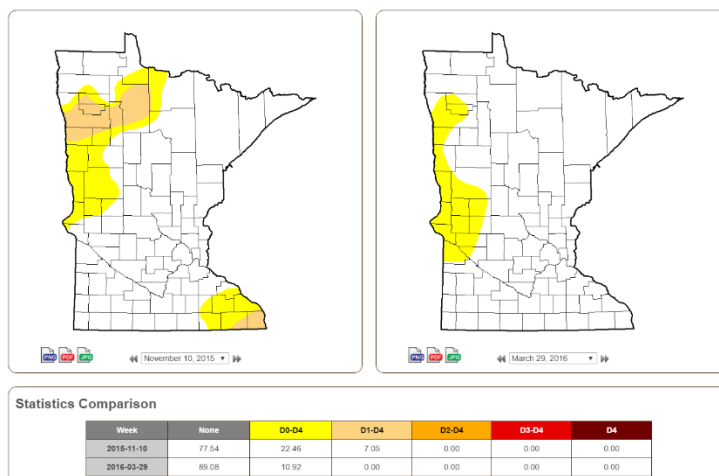 PNG PDF JPG November 10, 2015
PNG PDF JPG March 29, 2016
Statistics Comparison
Week None D0-D4 D1-D4 D2-D4 D3-D4 D4
2015-11-10 77.54 22.46 7.05 0.00 0.00 0.00
2016-03-29 89.08 10.92 0.00 0.00 0.00 0.00